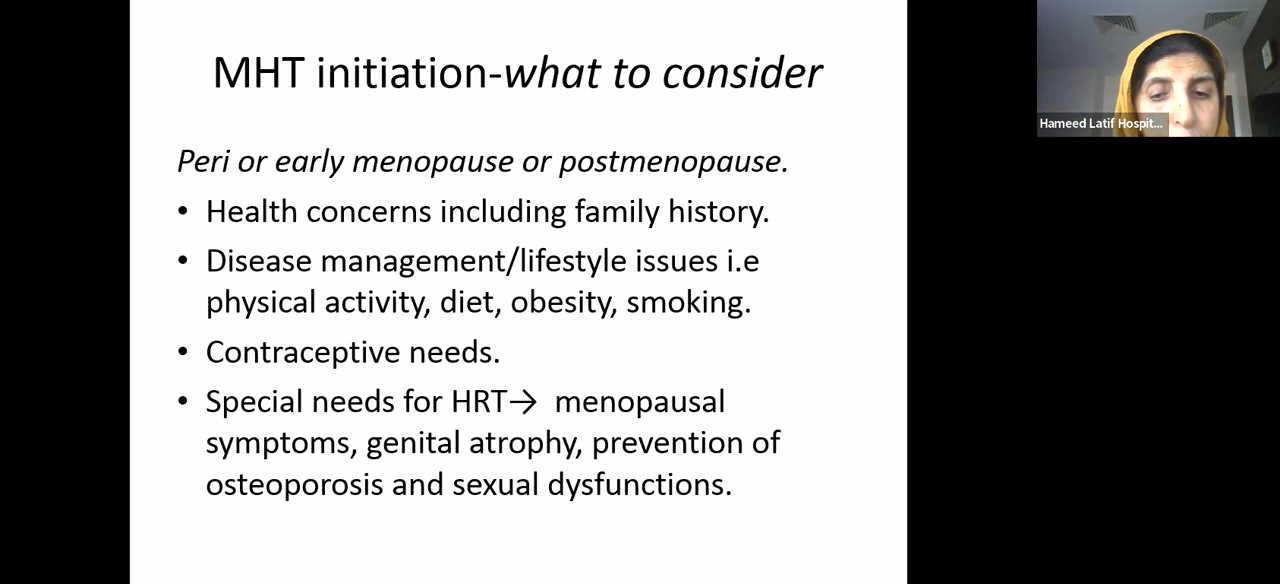 MHT initiation-what to consider
Peri or early menopause or postmenopause.
• Health concerns including family history.
• Disease management/lifestyle issues i.e
physical activity, diet, obesity, smoking.
• Contraceptive needs.
• Special needs for HRT→ menopausal
symptoms, genital atrophy, prevention of
osteoporosis and sexual dysfunctions.
Hameed Latif Hospit...